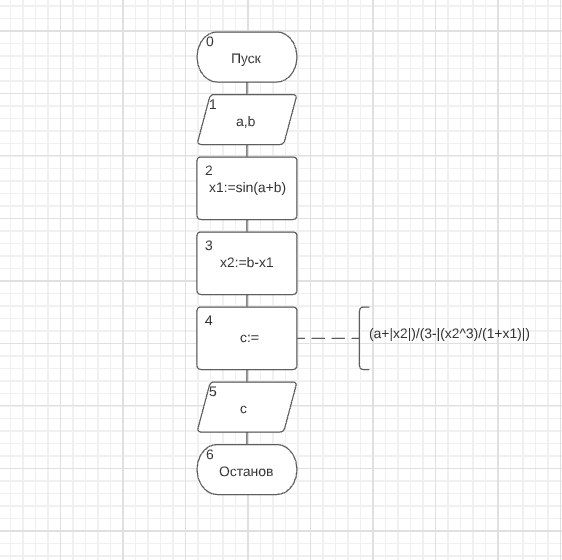 0
Пуск
1
a,b
2
x1:=sin(a+b)
3
x2:=b-x1
4
c:=
(a+|x2|)/(3-|(x2^3)/(1+x1)|)
5
c
6
Останов